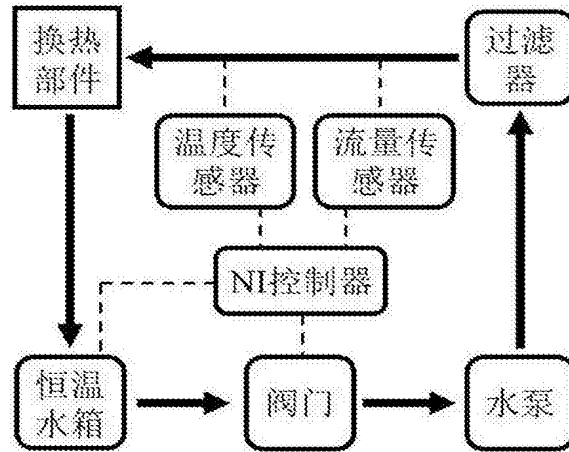 换热
部件
过滤
器
温度传
感器
流量传
感器
NI控制器
恒温
水箱
阀门
水泵